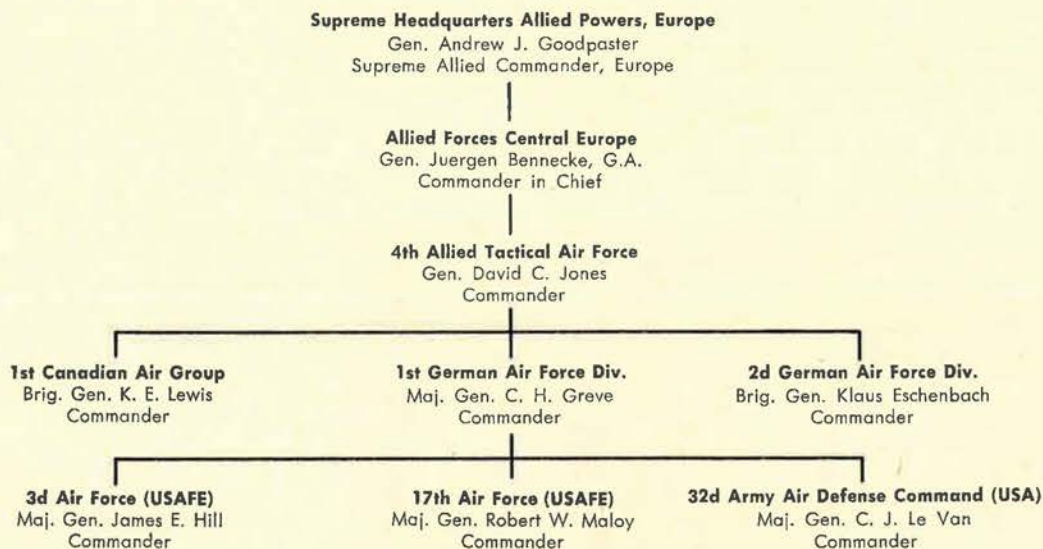 Supreme Headquarters Allied Powers, Europe
Gen. Andrew J. Goodpaster
Supreme Allied Commander, Europe
Allied Forces Central Europe
Gen. Juergen Bennecke, G.A.
Commander in Chief
4th Allied Tactical Air Force
Gen. David C. Jones
Commander
1st Canadian Air Group
Brig. Gen. K. E. Lewis
Commander
1st German Air Force Div.
Maj. Gen. C. H. Greve
Commander
2d German Air Force Div.
Brig. Gen. Klaus Eschenbach
Commander
3d Air Force (USAFE)
Maj. Gen. James E. Hill
Commander
17th Air Force (USAFE)
Maj. Gen. Robert W. Maloy
Commander
32d Army Air Defense Command (USA)
Maj. Gen. C. J. Le Van
Commander